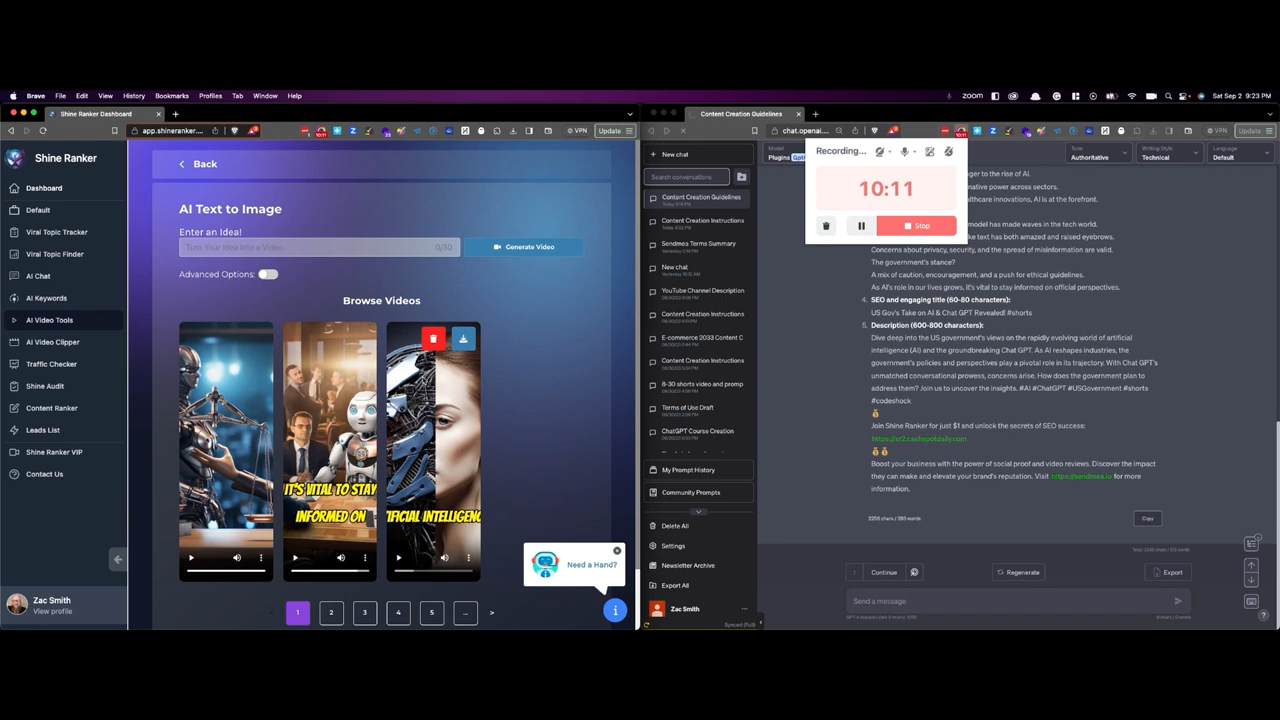 Brave File Edit View History Bookmarks Profiles Tab Window Help
zoom Sat Sep 2 9:23 PM
Shine Ranker Dashboard
app.shineranker....
VPN Update
Shine Ranker
Dashboard
Default
Viral Topic Tracker
Viral Topic Finder
AI Chat
AI Keywords
AI Video Tools
AI Video Clipper
Traffic Checker
Shine Audit
Content Ranker
Leads List
Shine Ranker VIP
Contact Us
Zac Smith
View profile
Back
AI Text to Image
Enter an Idea!
Turn Your Idea Into a Video 0/30
Generate Video
Advanced Options:
Browse Videos
IT'S VITAL TO STAY
INFORMED ON
TIFICIAL INTELLIGENC
Need a Hand?
1 2 3 4 5 ... >
Content Creation Guidelines
chat.openai....
VPN Update
New chat
Search conversations
Content Creation Guidelines
Content Creation Instructions
Sendmea Terms Summary
New chat
YouTube Channel Description
Content Creation Instructions
E-commerce 2033 Content C
Content Creation Instructions
8-30 shorts video and promp
Terms of Use Draft
ChatGPT Course Creation
My Prompt History
Community Prompts
Delete All
Settings
Newsletter Archive
Export All
Zac Smith
Synced (Full)
Model
Plugins
Tone
Authoritative
Writing Style
Technical
Language
Default
Recording...
10:11
Stop
nger to the rise of AI.
native power across sectors.
althcare innovations, AI is at the forefront.
model has made waves in the tech world.
ke text has both amazed and raised eyebrows.
Concerns about privacy, security, and the spread of misinformation are valid.
The government's stance?
A mix of caution, encouragement, and a push for ethical guidelines.
As AI's role in our lives grows, it's vital to stay informed on official perspectives.
4. SEO and engaging title (60-80 characters):
US Gov's Take on AI & Chat GPT Revealed! #shorts
5. Description (600-800 characters):
Dive deep into the US government's views on the rapidly evolving world of artificial
intelligence (AI) and the groundbreaking Chat GPT. As AI reshapes industries, the
government's policies and perspectives play a pivotal role in its trajectory. With Chat GPT's
unmatched conversational prowess, concerns arise. How does the government plan to
address them? Join us to uncover the insights. #AI #ChatGPT #USGovernment #shorts
#codeshock
Join Shine Ranker for just $1 and unlock the secrets of SEO success:
https://sr2.cashspotdaily.com
Boost your business with the power of social proof and video reviews. Discover the impact
they can make and elevate your brand's reputation. Visit https://sendmea.io for more
information.
Copy
Continue
Regenerate
Export
Send a message